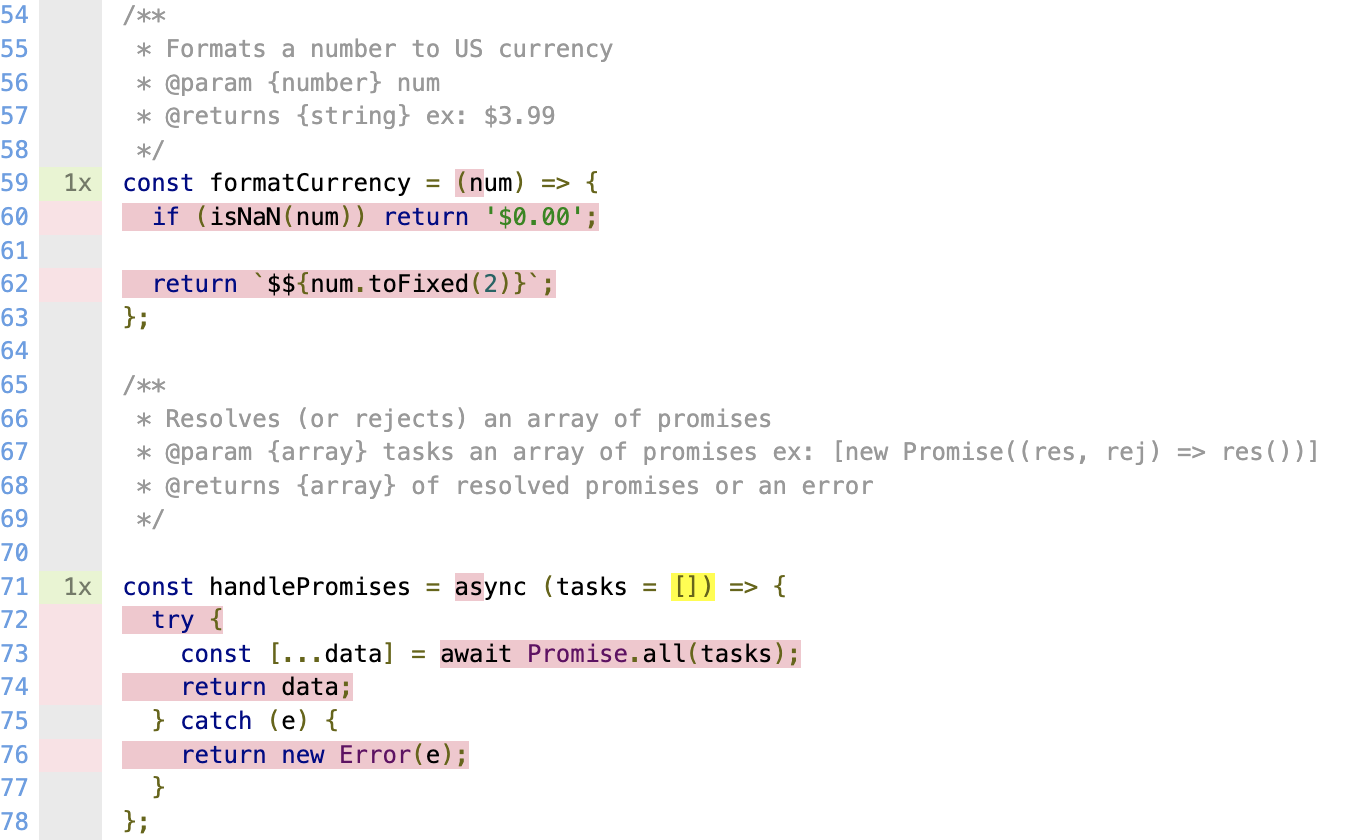 54 /**
55  * Formats a number to US currency
56  * @param {number} num
57  * @returns {string} ex: $3.99
58  */
59 1x const formatCurrency = (num) => {
60   if (isNaN(num)) return '$0.00';
61
62   return `$${num.toFixed(2)}`;
63 };
64
65 /**
66  * Resolves (or rejects) an array of promises
67  * @param {array} tasks an array of promises ex: [new Promise((res, rej) => res())]
68  * @returns {array} of resolved promises or an error
69  */
70
71 1x const handlePromises = async (tasks = []) => {
72   try {
73     const [...data] = await Promise.all(tasks);
74     return data;
75   } catch (e) {
76     return new Error(e);
77   }
78 };